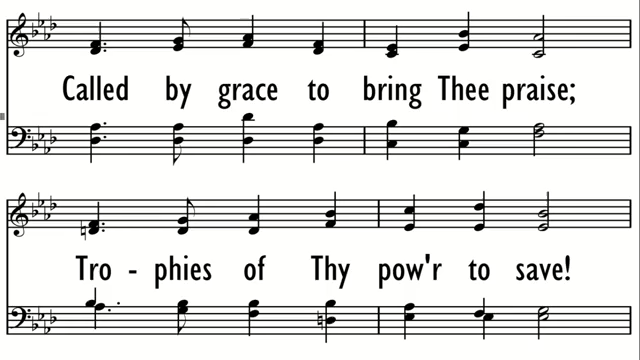 Called by grace to bring Thee praise;
Tro - phies of Thy pow'r to save!